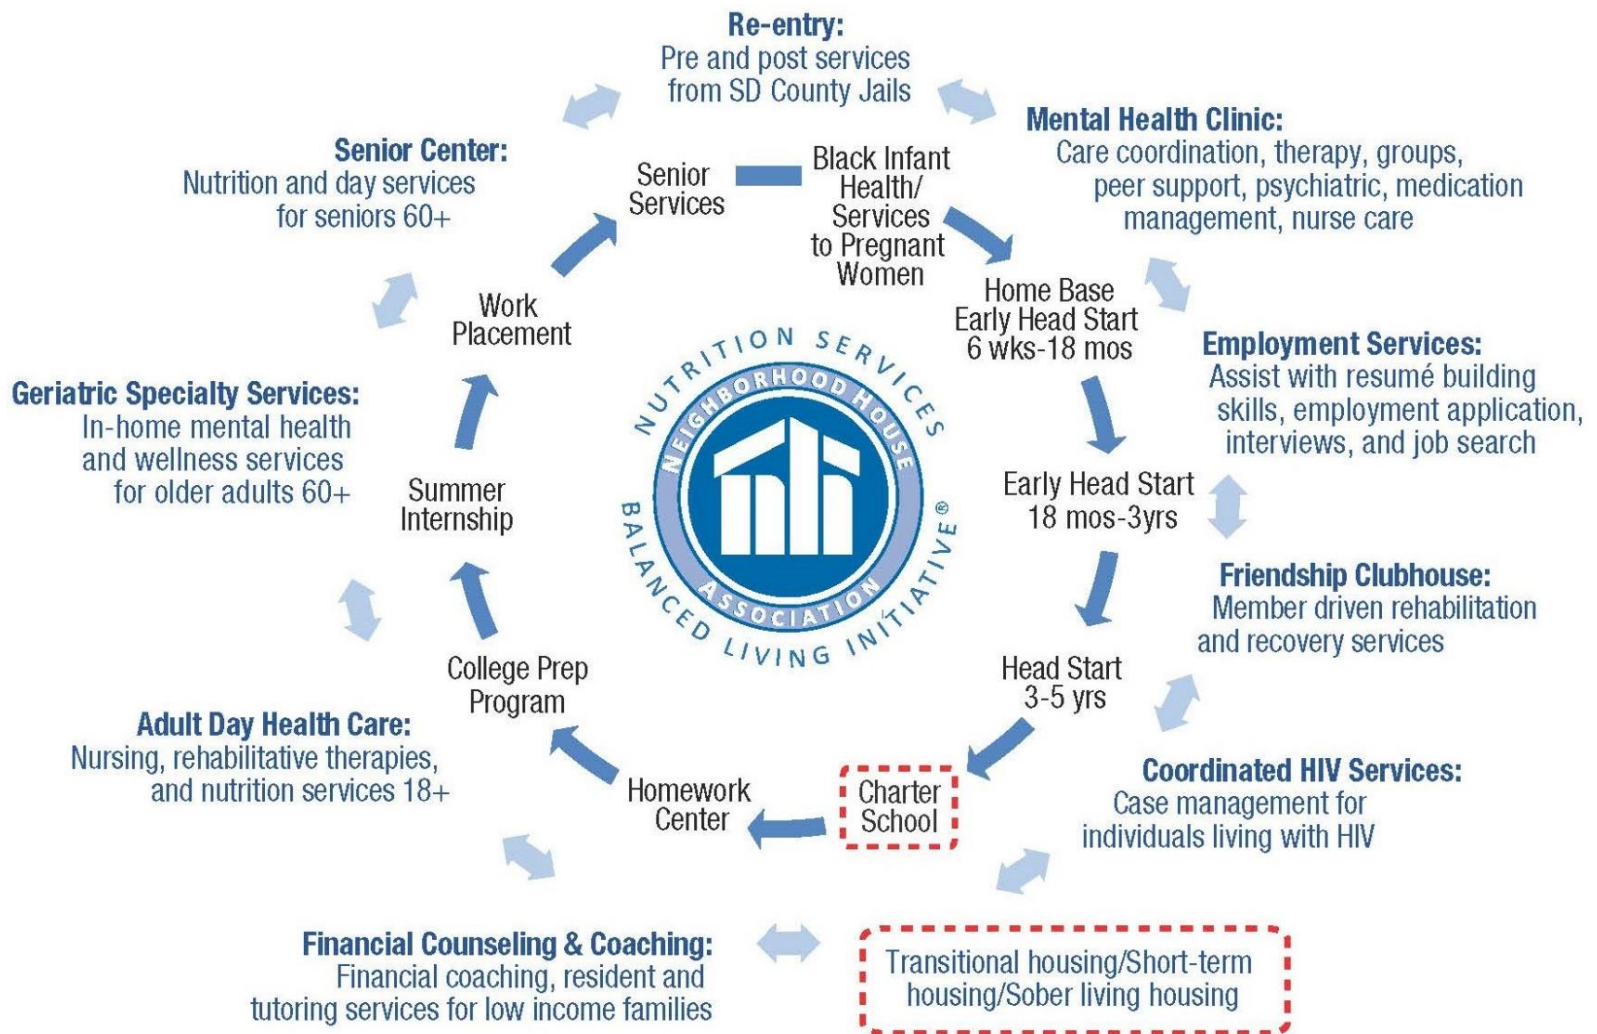 Re-entry:
Pre and post services
from SD County Jails
Mental Health Clinic:
Care coordination, therapy, groups,
peer support, psychiatric, medication
management, nurse care
Employment Services:
Assist with resumé building
skills, employment application,
interviews, and job search
Friendship Clubhouse:
Member driven rehabilitation
and recovery services
Coordinated HIV Services:
Case management for
individuals living with HIV
Transitional housing/Short-term
housing/Sober living housing
Financial Counseling & Coaching:
Financial coaching, resident and
tutoring services for low income families
Adult Day Health Care:
Nursing, rehabilitative therapies,
and nutrition services 18+
Geriatric Specialty Services:
In-home mental health
and wellness services
for older adults 60+
Senior Center:
Nutrition and day services
for seniors 60+
Senior
Services
Black Infant
Health/
Services
to Pregnant
Women
Home Base
Early Head Start
6 wks-18 mos
Early Head Start
18 mos-3yrs
Head Start
3-5 yrs
Charter
School
Homework
Center
College Prep
Program
Summer
Internship
Work
Placement
NUTRITION SERVICES
NEIGHBORHOOD HOUSE
ASSOCIATION
BALANCED LIVING INITIATIVE®